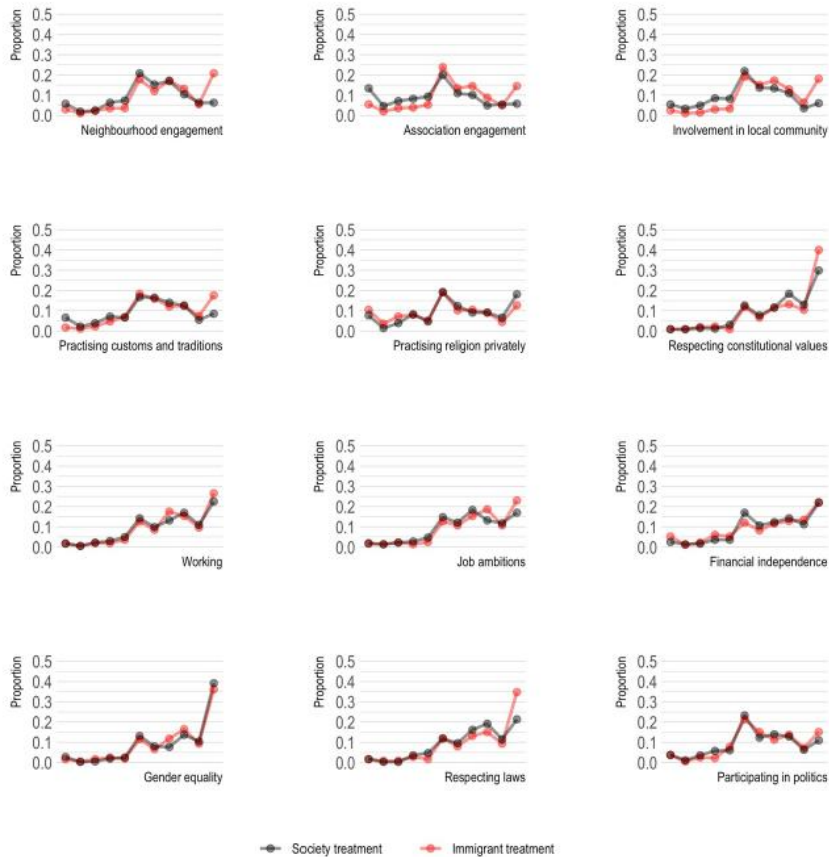 Proportion
0.5
0.4
0.3
0.2
0.1
0.0
Neighbourhood engagement
Proportion
0.5
0.4
0.3
0.2
0.1
0.0
Association engagement
Proportion
0.5
0.4
0.3
0.2
0.1
0.0
Involvement in local community
Proportion
0.5
0.4
0.3
0.2
0.1
0.0
Practising customs and traditions
Proportion
0.5
0.4
0.3
0.2
0.1
0.0
Practising religion privately
Proportion
0.5
0.4
0.3
0.2
0.1
0.0
Respecting constitutional values
Proportion
0.5
0.4
0.3
0.2
0.1
0.0
Working
Proportion
0.5
0.4
0.3
0.2
0.1
0.0
Job ambitions
Proportion
0.5
0.4
0.3
0.2
0.1
0.0
Financial independence
Proportion
0.5
0.4
0.3
0.2
0.1
0.0
Gender equality
Proportion
0.5
0.4
0.3
0.2
0.1
0.0
Respecting laws
Proportion
0.5
0.4
0.3
0.2
0.1
0.0
Participating in politics
Society treatment Immigrant treatment